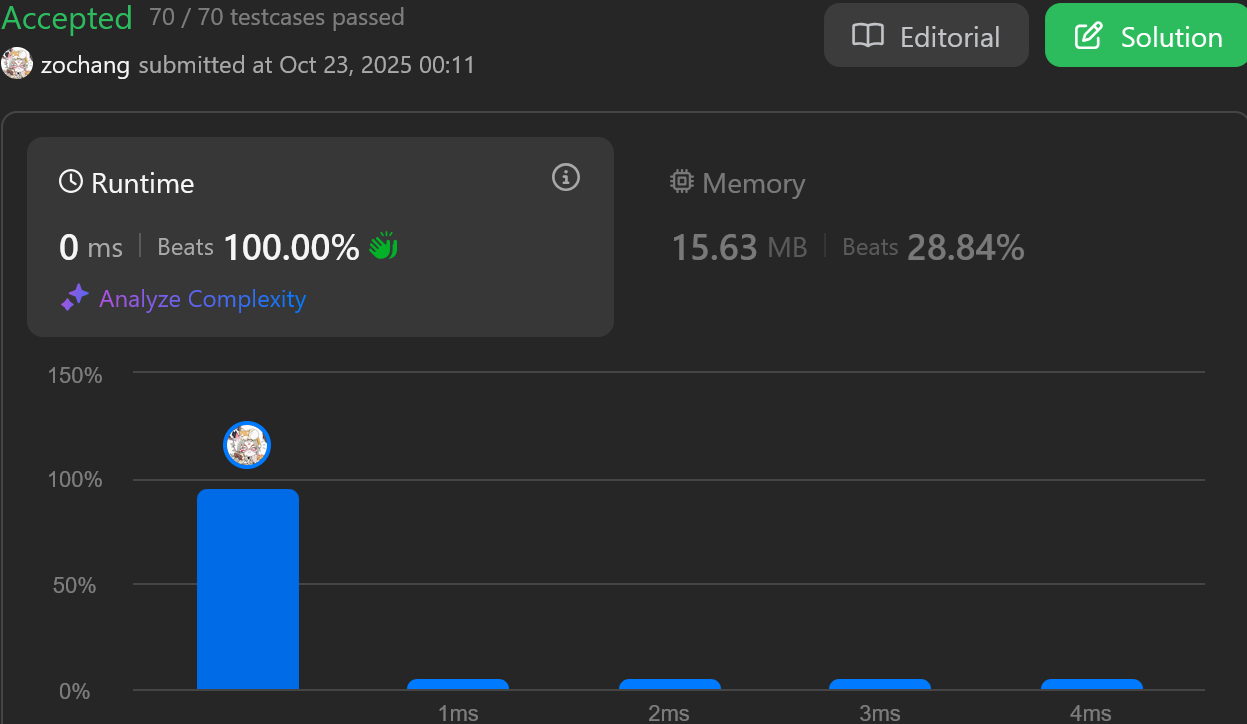 Accepted 70 / 70 testcases passed
Editorial
Solution
zochang submitted at Oct 23, 2025 00:11
Runtime
Memory
0 ms Beats 100.00%
15.63 MB Beats 28.84%
Analyze Complexity
150%
100%
50%
0%
1ms 2ms 3ms 4ms